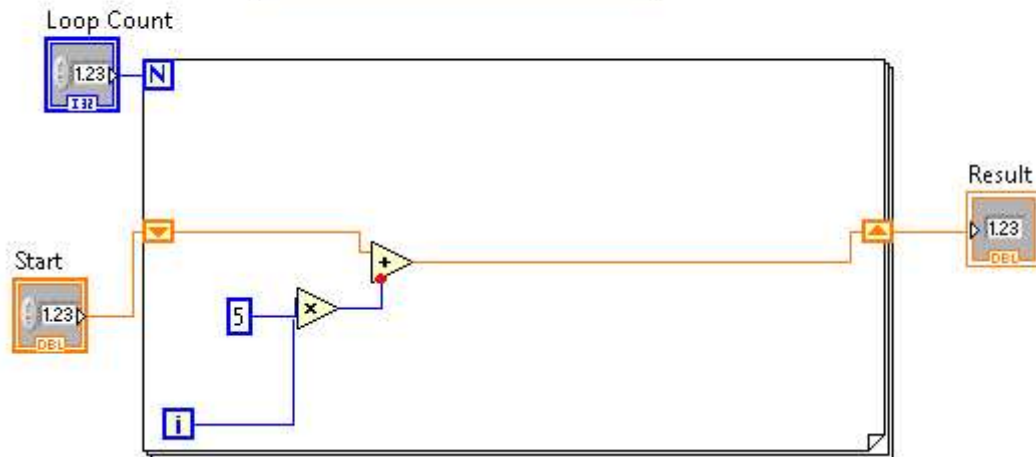 Loop Count
1.23
I32
N
Result
1.23
DBL
Start
1.23
DBL
+
5
×
i